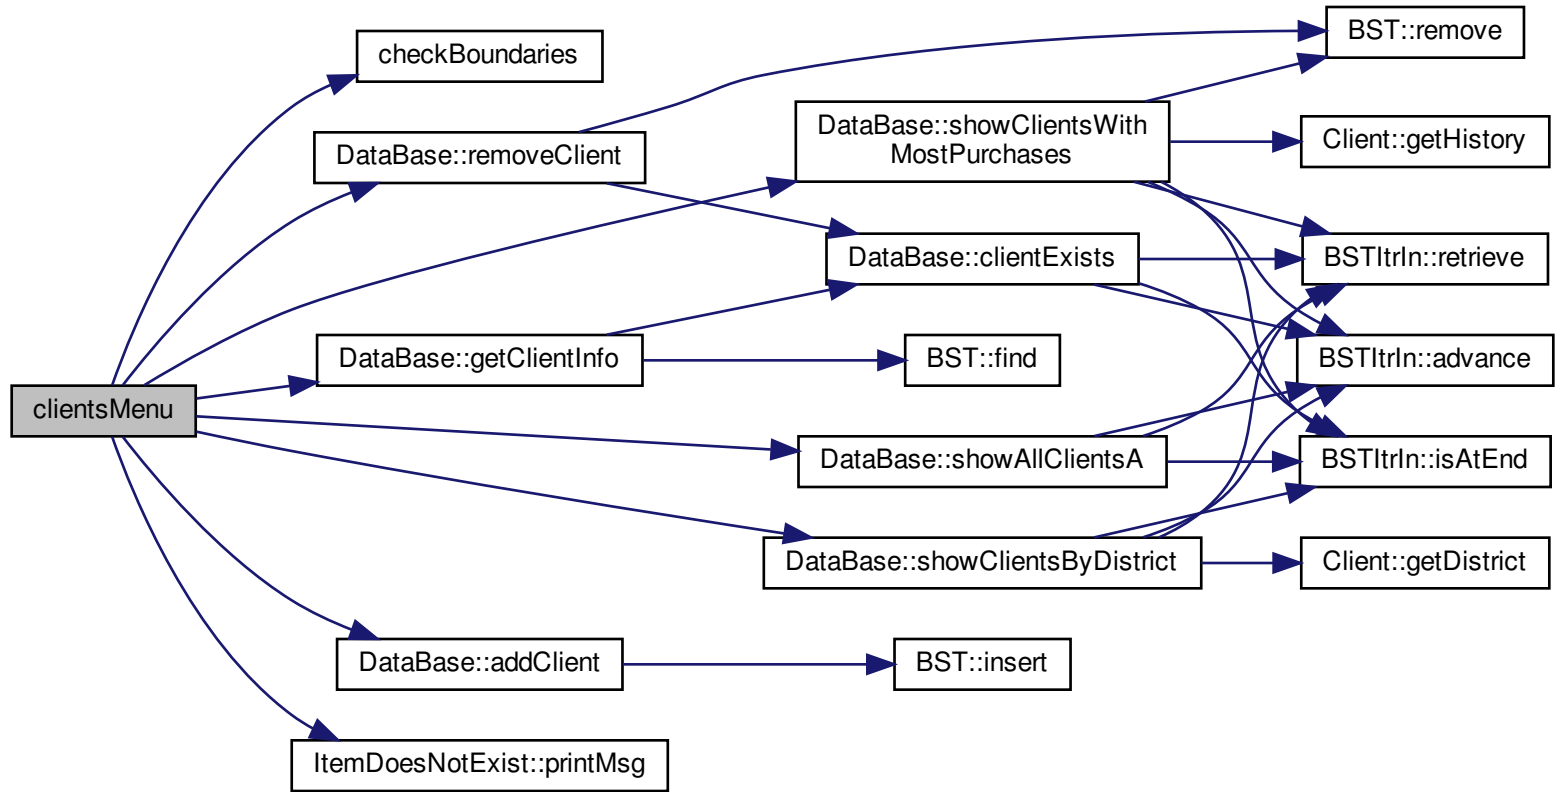 clientsMenu
checkBoundaries
DataBase::removeClient
DataBase::getClientInfo
DataBase::addClient
ItemDoesNotExist::printMsg
DataBase::showClientsWith
MostPurchases
DataBase::clientExists
BST::find
DataBase::showAllClientsA
DataBase::showClientsByDistrict
BST::insert
BST::remove
Client::getHistory
BSTItrIn::retrieve
BSTItrIn::advance
BSTItrIn::isAtEnd
Client::getDistrict